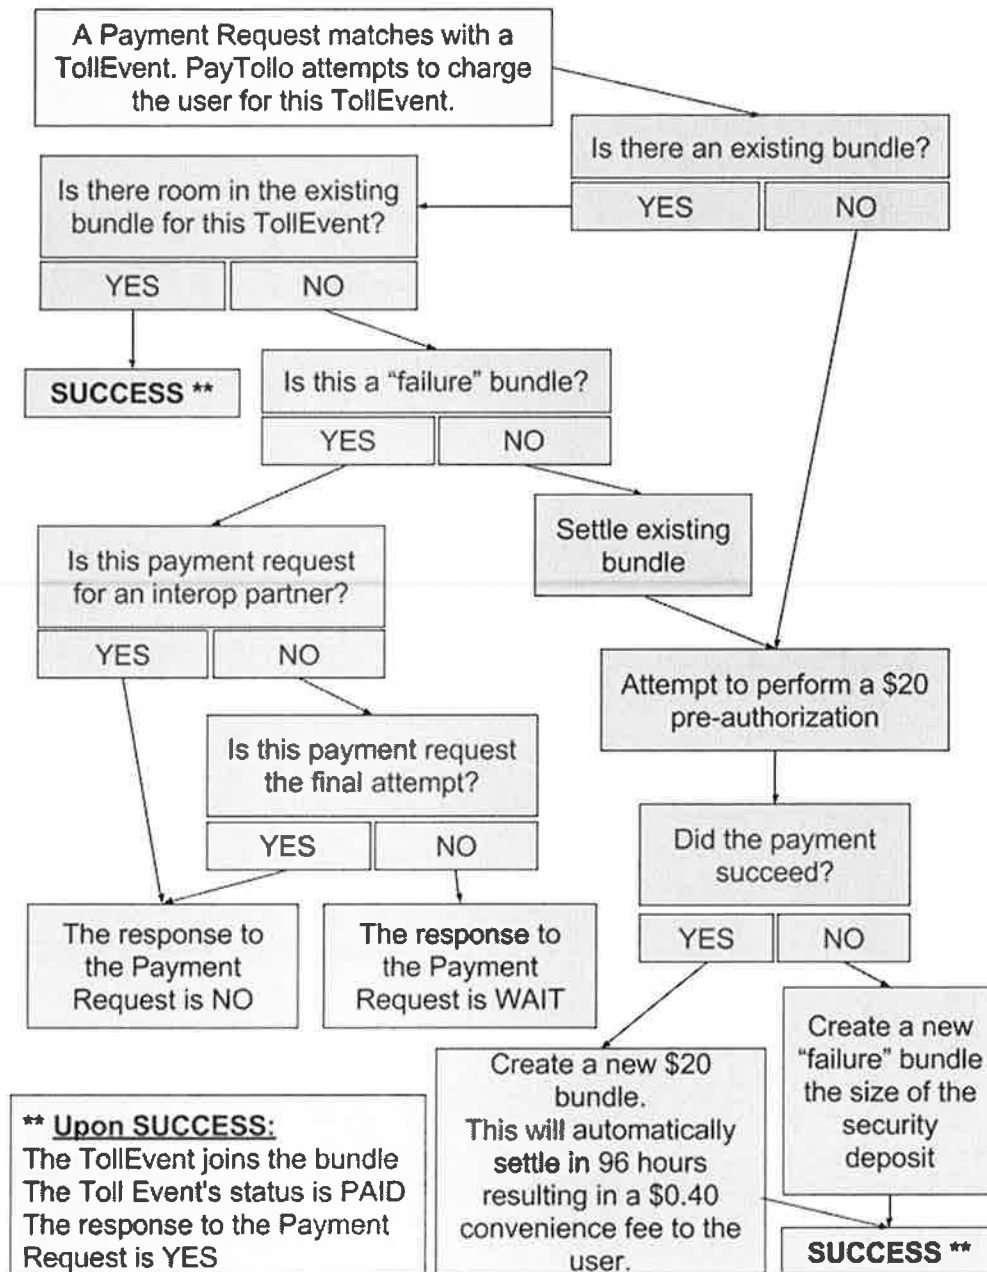 A Payment Request matches with a
TollEvent. PayTollo attempts to charge
the user for this TollEvent.
Is there an existing bundle?
YES
NO
Is there room in the existing
bundle for this TollEvent?
YES
NO
SUCCESS **
Is this a “failure” bundle?
YES
NO
Settle existing
bundle
Is this payment request
for an interop partner?
YES
NO
Attempt to perform a $20
pre-authorization
Is this payment request
the final attempt?
YES
NO
Did the payment
succeed?
YES
NO
The response to
the Payment
Request is NO
The response to
the Payment
Request is WAIT
Create a new $20
bundle.
This will automatically
settle in 96 hours
resulting in a $0.40
convenience fee to the
user.
Create a new
“failure” bundle
the size of the
security
deposit
SUCCESS **
** Upon SUCCESS:
The TollEvent joins the bundle
The Toll Event's status is PAID
The response to the Payment
Request is YES